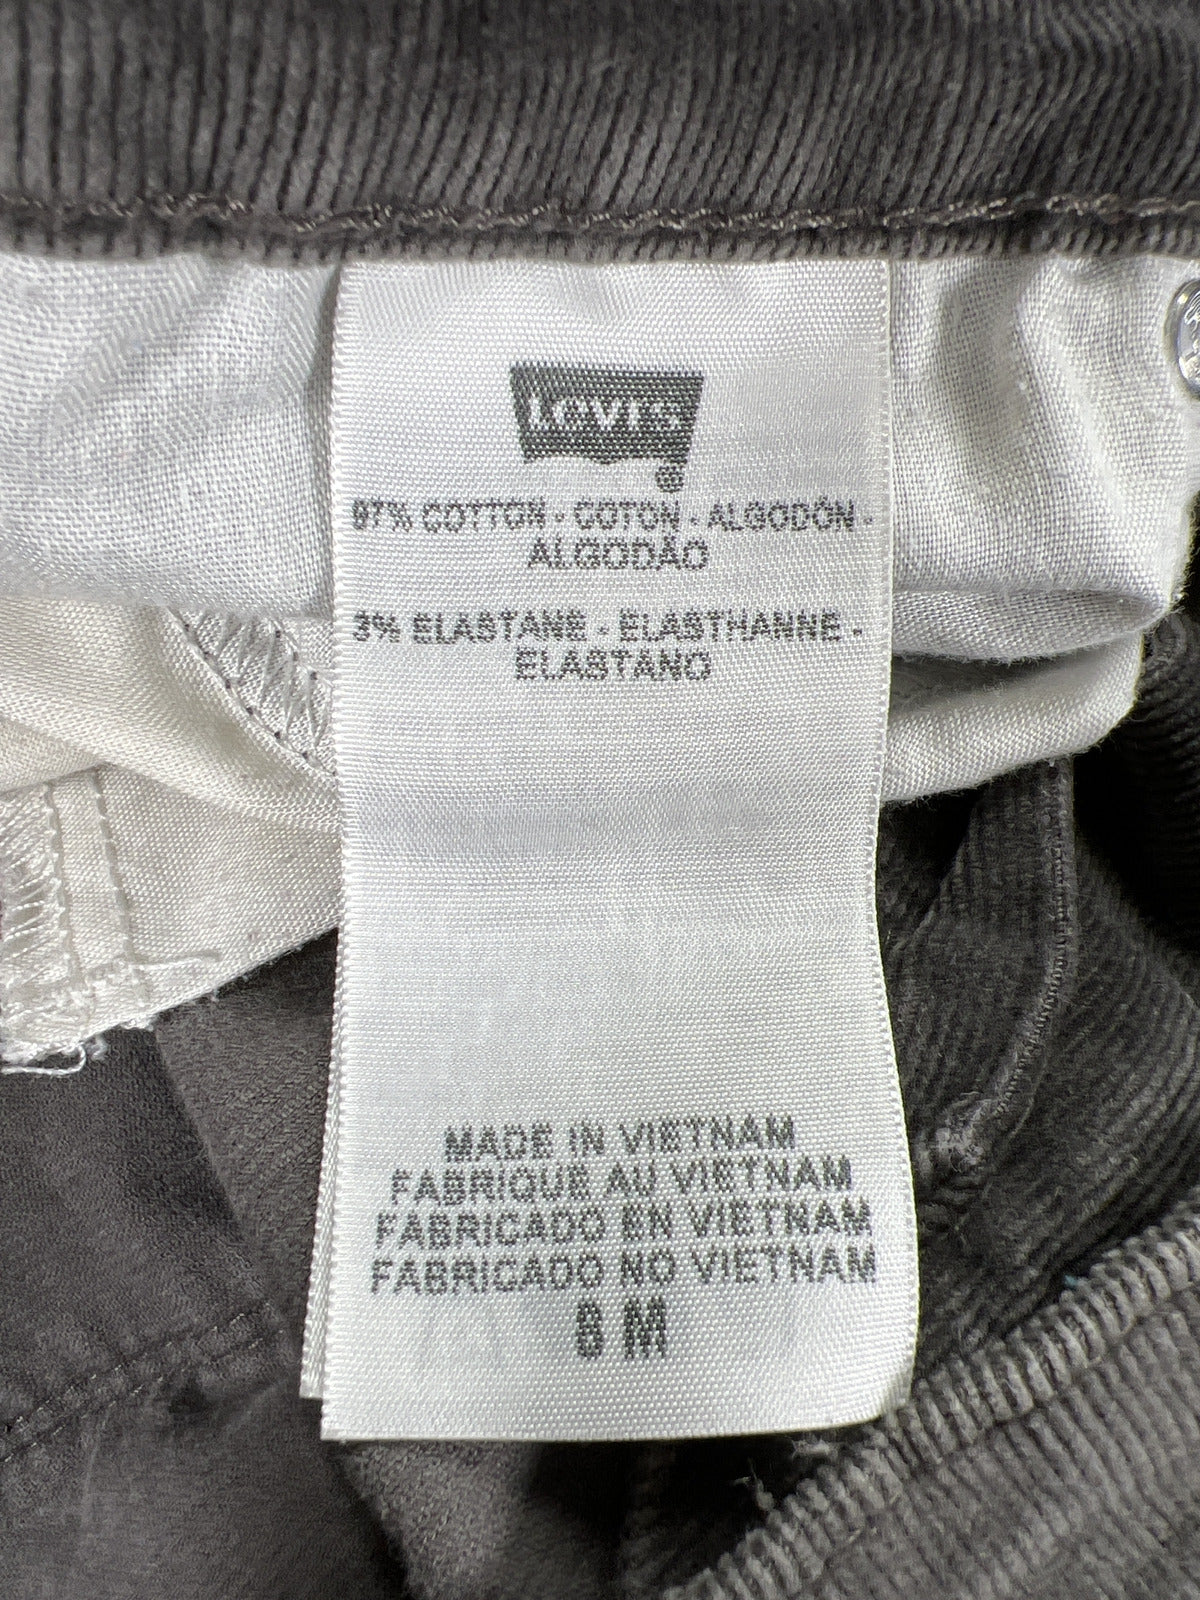 Levi's
®
97% COTTON - COTON - ALGODÓN -
ALGODÃO
3% ELASTANE - ELASTHANNE -
ELASTANO
MADE IN VIETNAM
FABRIQUE AU VIETNAM
FABRICADO EN VIETNAM
FABRICADO NO VIETNAM
8 M